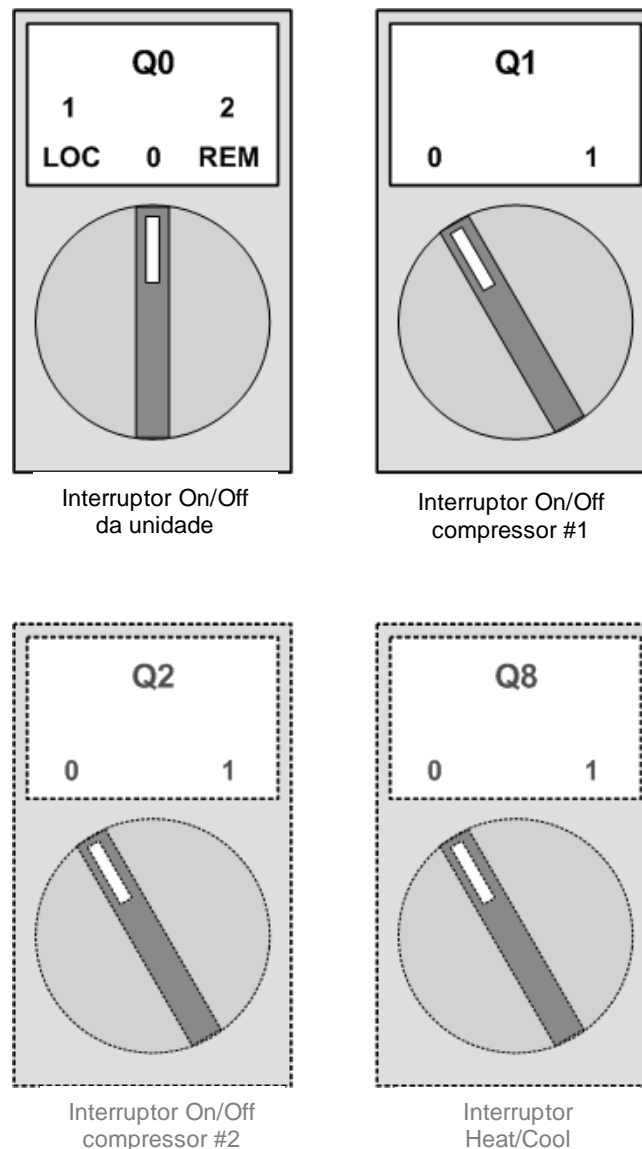 Q0
1 2
LOC 0 REM
Interruptor On/Off
da unidade
Q1
0 1
Interruptor On/Off
compressor #1
Q2
0 1
Interruptor On/Off
compressor #2
Q8
0 1
Interruptor
Heat/Cool